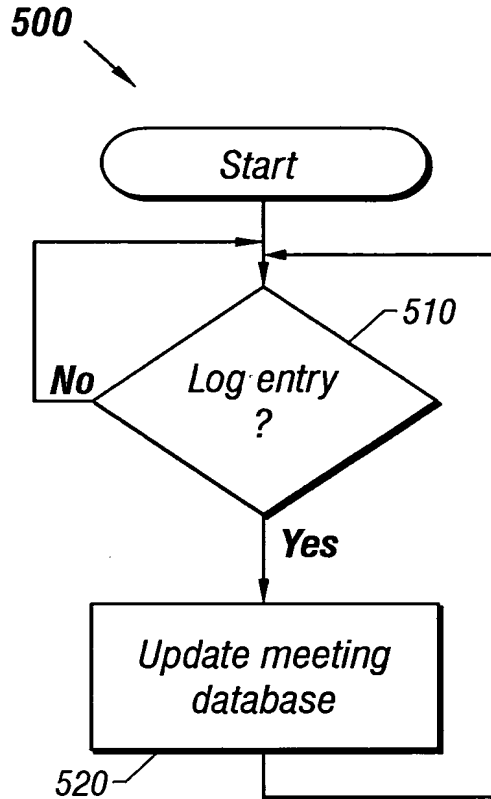 500
Start
510
Log entry
?
No
Yes
Update meeting
database
520